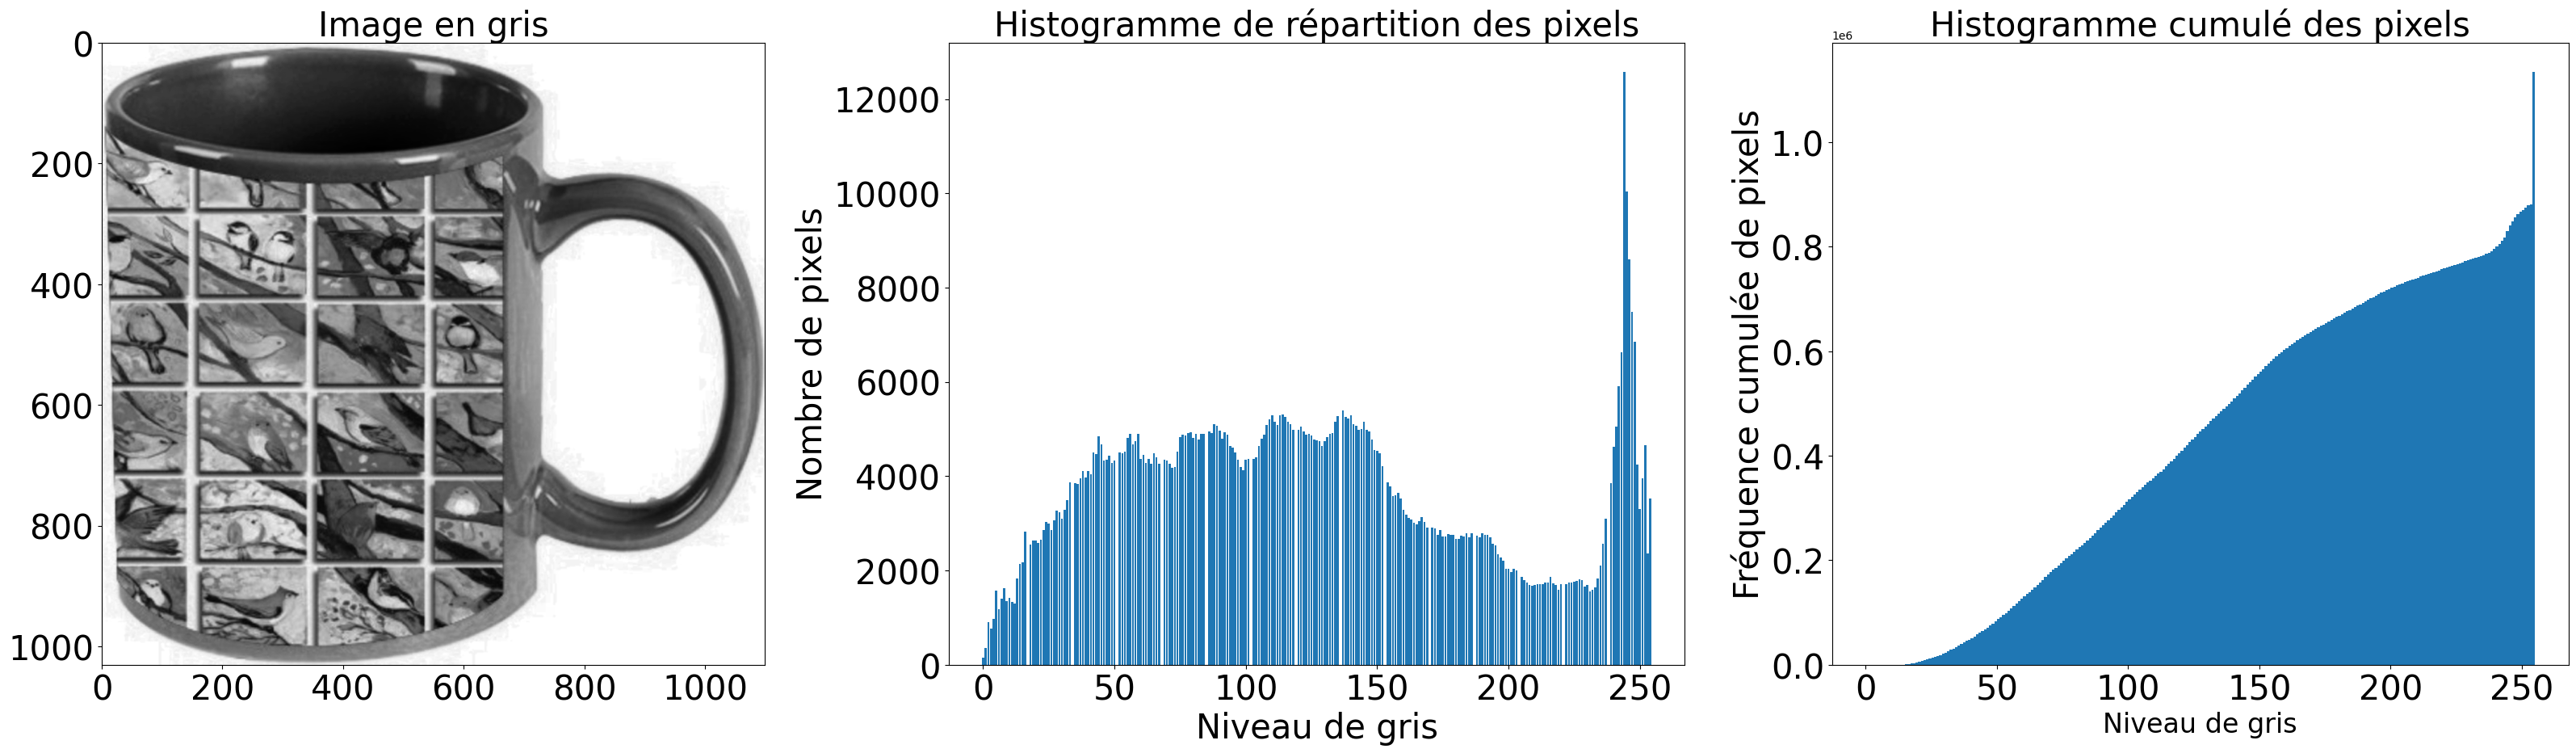 Image en gris
0
200
400
600
800
1000
0 200 400 600 800 1000
Histogramme de répartition des pixels
Nombre de pixels
12000
10000
8000
6000
4000
2000
0
0 50 100 150 200 250
Niveau de gris
Histogramme cumulé des pixels
1e6
Fréquence cumulée de pixels
1.0
0.8
0.6
0.4
0.2
0.0
0 50 100 150 200 250
Niveau de gris